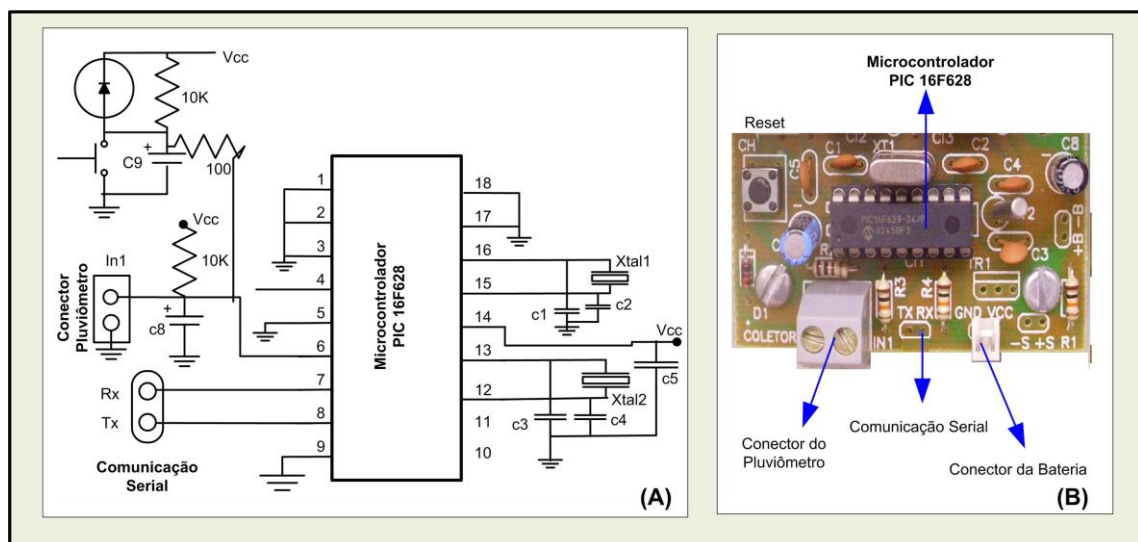 Vcc
10K
C9
+
100
Vcc
10K
In1
Conector
Pluviômetro
+
c8
Rx
Tx
Comunicação
Serial
Microcontrolador
PIC 16F628
1
2
3
4
5
6
7
8
9
18
17
16
15
14
13
12
11
10
Xtal1
c1
c2
Vcc
c5
Xtal2
c3
c4
(A)
Microcontrolador
PIC 16F628
Reset
CH
C5
C1
CI2
XT1
CI3
C2
C4
C8
PIC16F628-04/P
+B
C3
TR1
R3
R4
D1
COLETOR
IN1
TX RX
GND VCC
-S +S R1
Conector do
Pluviômetro
Comunicação Serial
Conector da Bateria
(B)